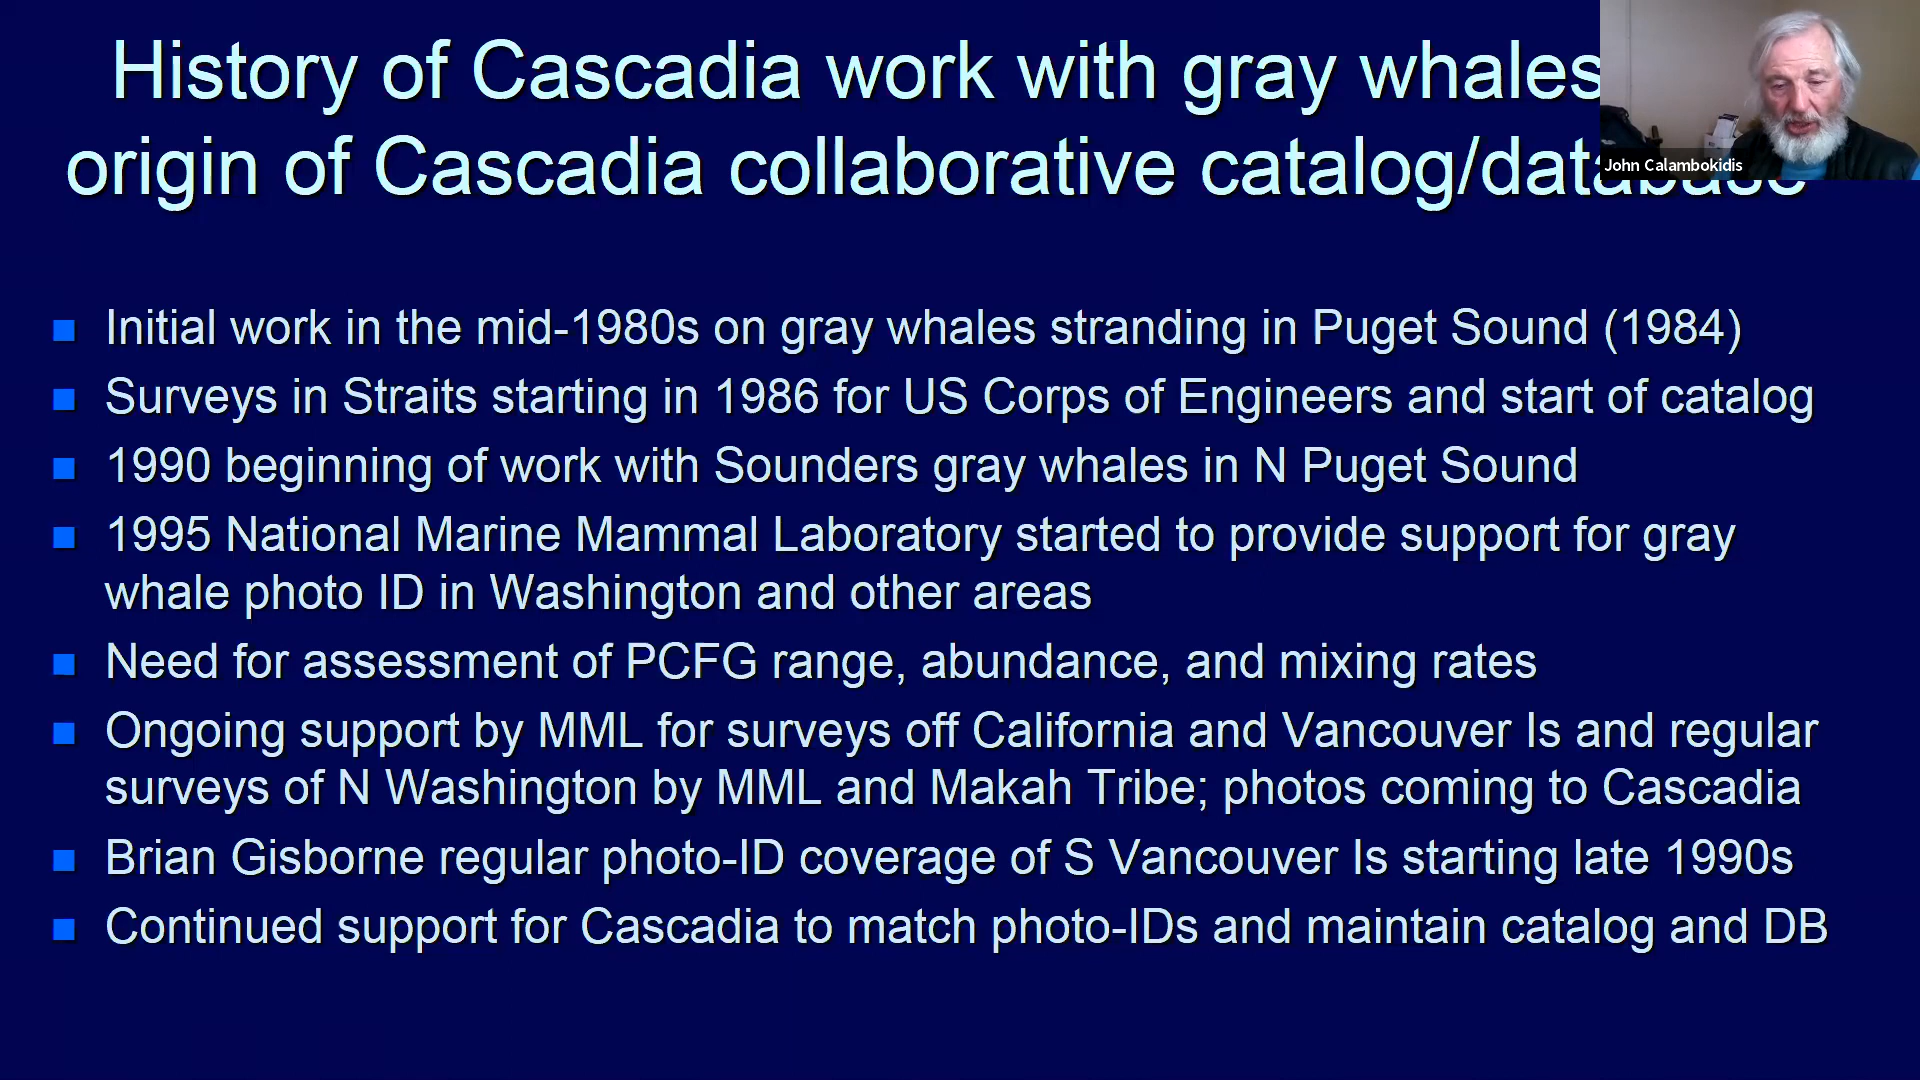 History of Cascadia work with gray whales
origin of Cascadia collaborative catalog/database
John Calambokidis
Initial work in the mid-1980s on gray whales stranding in Puget Sound (1984)
Surveys in Straits starting in 1986 for US Corps of Engineers and start of catalog
1990 beginning of work with Sounders gray whales in N Puget Sound
1995 National Marine Mammal Laboratory started to provide support for gray
whale photo ID in Washington and other areas
Need for assessment of PCFG range, abundance, and mixing rates
Ongoing support by MML for surveys off California and Vancouver Is and regular
surveys of N Washington by MML and Makah Tribe; photos coming to Cascadia
Brian Gisborne regular photo-ID coverage of S Vancouver Is starting late 1990s
Continued support for Cascadia to match photo-IDs and maintain catalog and DB